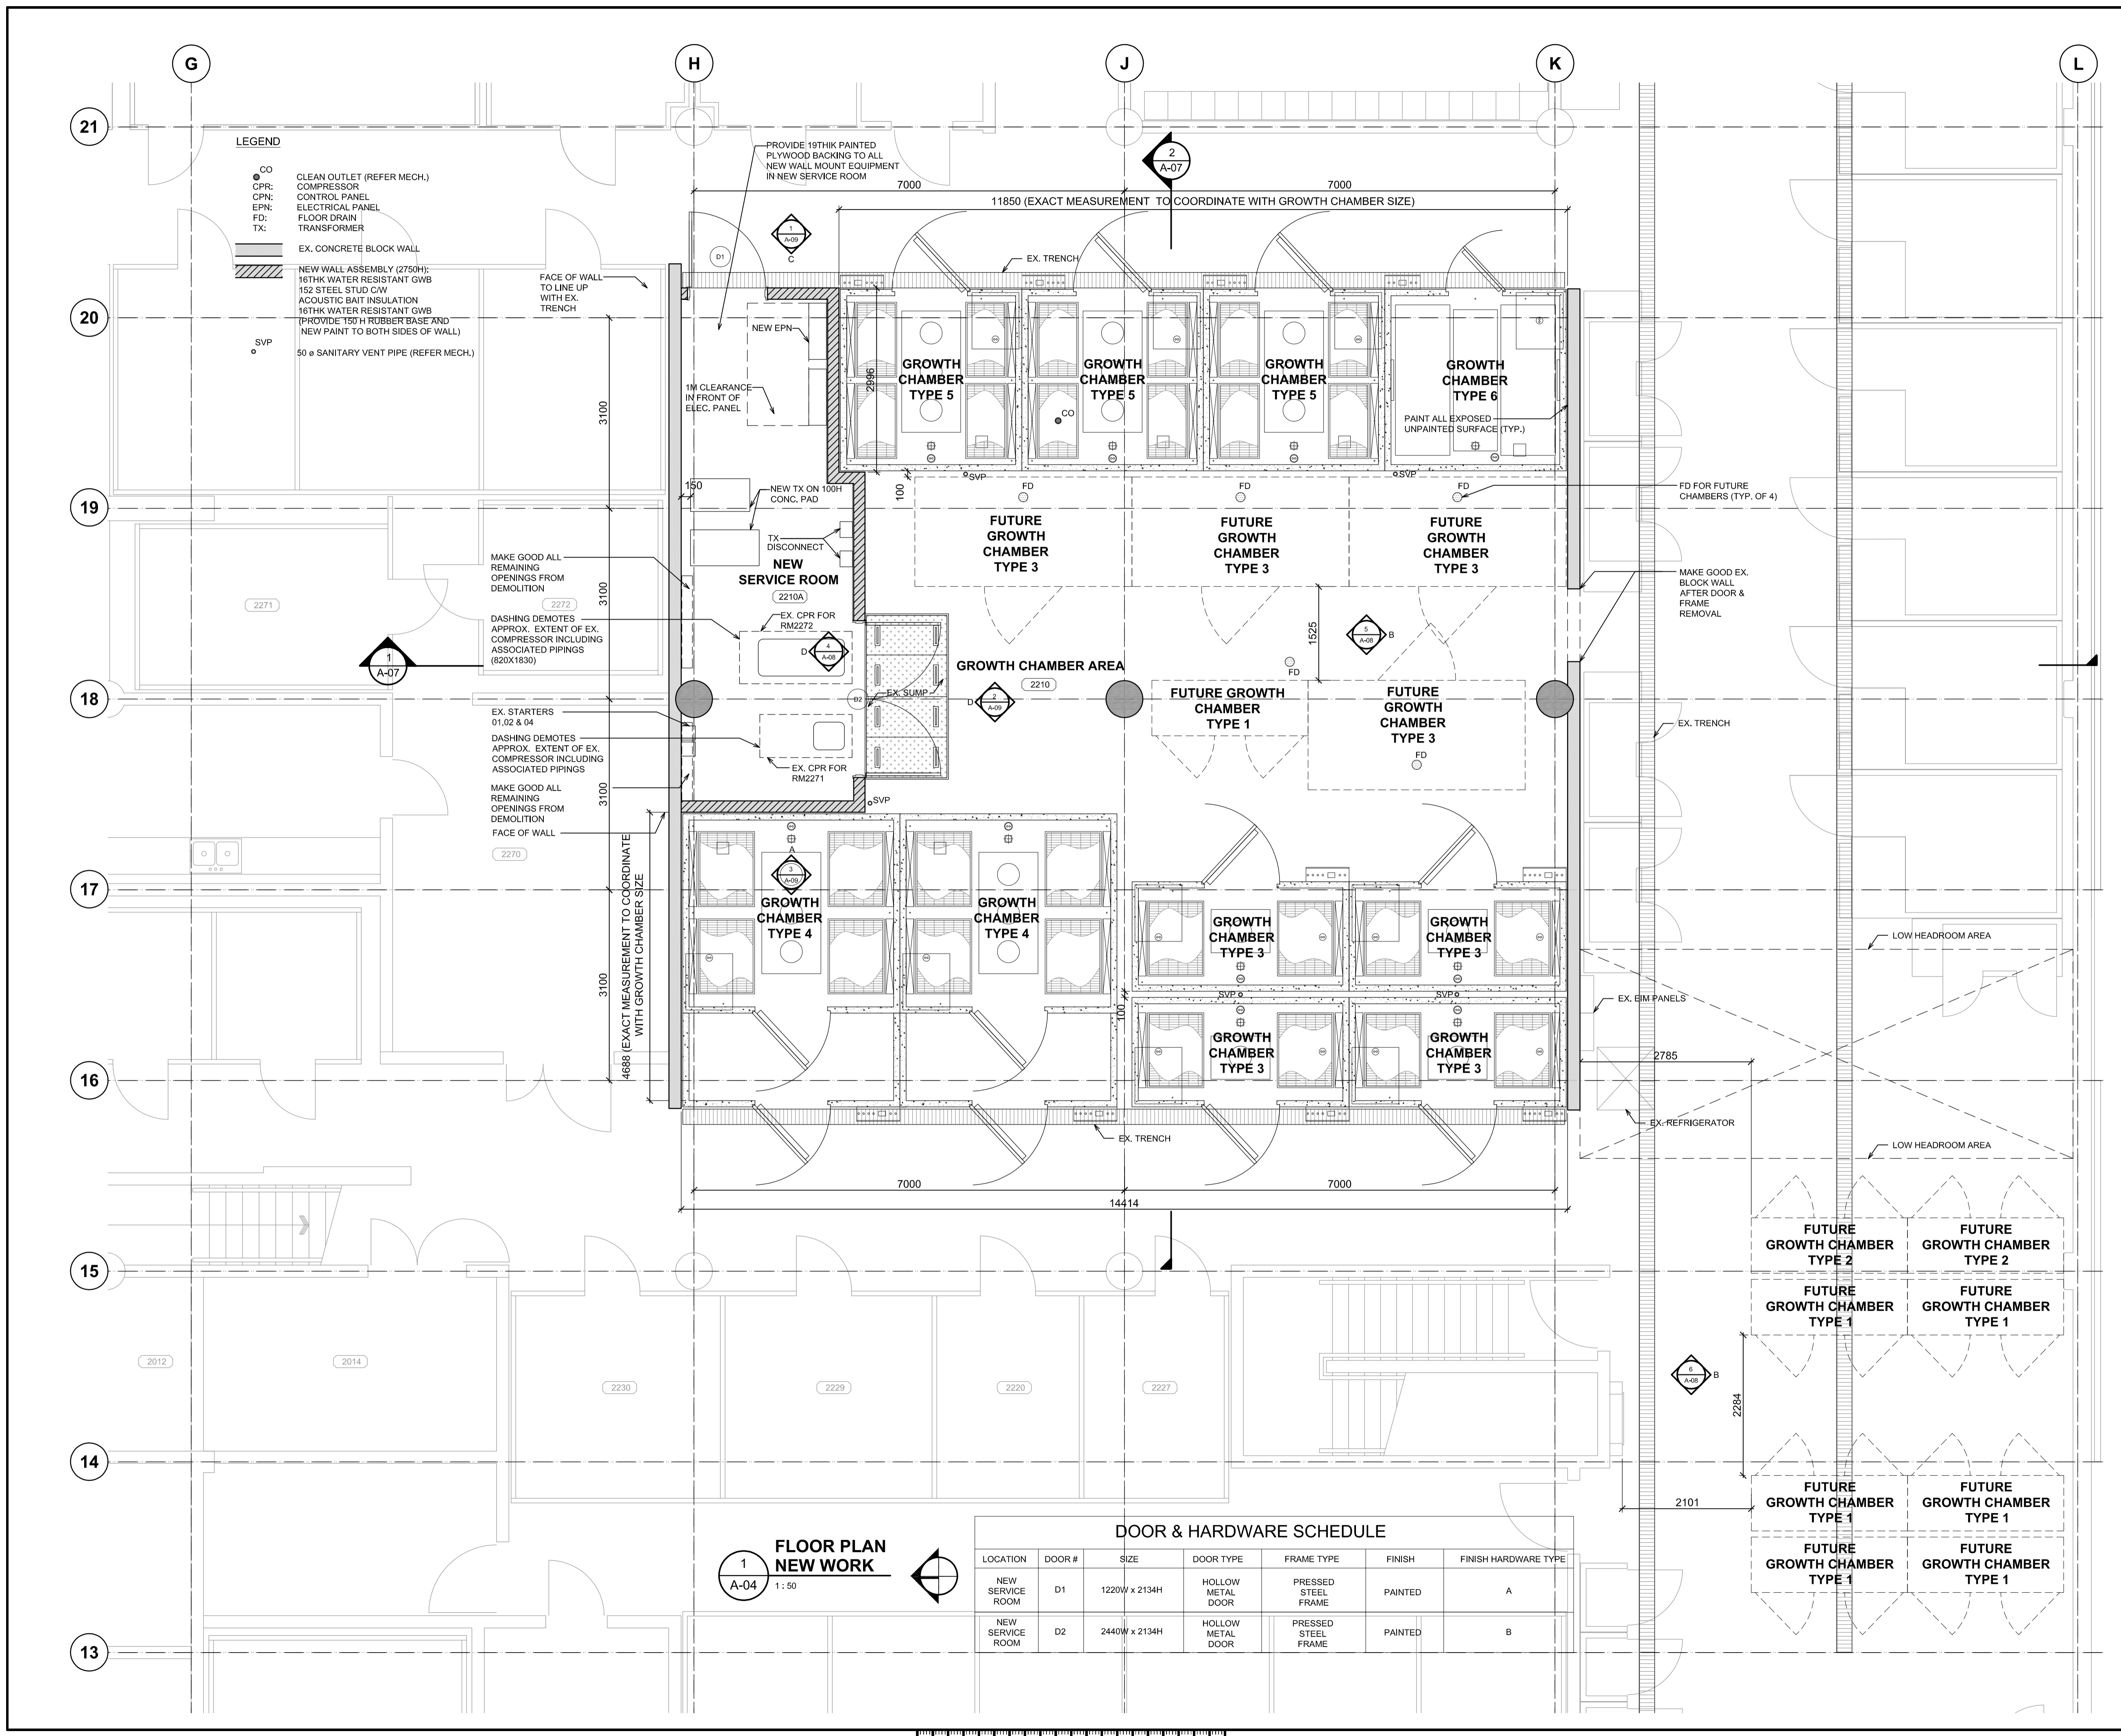 G
H
J
K
L
21
20
19
18
17
16
15
14
13
LEGEND
CO
CLEAN OUTLET (REFER MECH.)
CPR: COMPRESSOR
CPN: CONTROL PANEL
EPN: ELECTRICAL PANEL
FD: FLOOR DRAIN
TX: TRANSFORMER
EX. CONCRETE BLOCK WALL
NEW WALL ASSEMBLY (2750H):
16THK WATER RESISTANT GWB
152 STEEL STUD C/W
ACOUSTIC BAIT INSULATION
16THK WATER RESISTANT GWB
(PROVIDE 150 H RUBBER BASE AND
NEW PAINT TO BOTH SIDES OF WALL)
SVP
50 ø SANITARY VENT PIPE (REFER MECH.)
PROVIDE 19THIK PAINTED
PLYWOOD BACKING TO ALL
NEW WALL MOUNT EQUIPMENT
IN NEW SERVICE ROOM
2
A-07
7000
7000
11850 (EXACT MEASUREMENT TO COORDINATE WITH GROWTH CHAMBER SIZE)
1
A-09
C
D1
EX. TRENCH
FACE OF WALL
TO LINE UP
WITH EX.
TRENCH
NEW EPN
1M CLEARANCE
IN FRONT OF
ELEC. PANEL
2996
GROWTH
CHAMBER
TYPE 5
GROWTH
CHAMBER
TYPE 5
CO
GROWTH
CHAMBER
TYPE 5
GROWTH
CHAMBER
TYPE 6
PAINT ALL EXPOSED
UNPAINTED SURFACE (TYP.)
3100
3100
3100
3100
150
NEW TX ON 100H
CONC. PAD
100
SVP
SVP
FD
FD
FD
FD FOR FUTURE
CHAMBERS (TYP. OF 4)
FUTURE
GROWTH
CHAMBER
TYPE 3
FUTURE
GROWTH
CHAMBER
TYPE 3
FUTURE
GROWTH
CHAMBER
TYPE 3
TX
DISCONNECT
NEW
SERVICE ROOM
2210A
MAKE GOOD ALL
REMAINING
OPENINGS FROM
DEMOLITION
2271
2272
DASHING DEMOTES
APPROX. EXTENT OF EX.
COMPRESSOR INCLUDING
ASSOCIATED PIPINGS
(820X1830)
1
A-07
EX. CPR FOR
RM2272
D
4
A-08
MAKE GOOD EX.
BLOCK WALL
AFTER DOOR &
FRAME
REMOVAL
1525
5
A-08
B
GROWTH CHAMBER AREA
2210
FD
D2
EX. SUMP
D
2
A-09
FUTURE GROWTH
CHAMBER
TYPE 1
FUTURE
GROWTH
CHAMBER
TYPE 3
FD
EX. TRENCH
EX. STARTERS
01,02 & 04
DASHING DEMOTES
APPROX. EXTENT OF EX.
COMPRESSOR INCLUDING
ASSOCIATED PIPINGS
EX. CPR FOR
RM2271
MAKE GOOD ALL
REMAINING
OPENINGS FROM
DEMOLITION
FACE OF WALL
2270
SVP
4688 (EXACT MEASUREMENT TO COORDINATE
WITH GROWTH CHAMBER SIZE
A
3
A-09
GROWTH
CHAMBER
TYPE 4
GROWTH
CHAMBER
TYPE 4
GROWTH
CHAMBER
TYPE 3
GROWTH
CHAMBER
TYPE 3
SVP
SVP
100
GROWTH
CHAMBER
TYPE 3
GROWTH
CHAMBER
TYPE 3
LOW HEADROOM AREA
EX. EIM PANELS
2785
EX. REFRIGERATOR
LOW HEADROOM AREA
EX. TRENCH
7000
7000
14414
FUTURE
GROWTH CHAMBER
TYPE 2
FUTURE
GROWTH CHAMBER
TYPE 2
FUTURE
GROWTH CHAMBER
TYPE 1
FUTURE
GROWTH CHAMBER
TYPE 1
2012
2014
2230
2229
2220
2227
6
A-08
B
2284
2101
FUTURE
GROWTH CHAMBER
TYPE 1
FUTURE
GROWTH CHAMBER
TYPE 1
FUTURE
GROWTH CHAMBER
TYPE 1
FUTURE
GROWTH CHAMBER
TYPE 1
1
A-04
FLOOR PLAN
NEW WORK
1 : 50
DOOR & HARDWARE SCHEDULE
LOCATION DOOR # SIZE DOOR TYPE FRAME TYPE FINISH FINISH HARDWARE TYPE
NEW SERVICE ROOM D1 1220W x 2134H HOLLOW METAL DOOR PRESSED STEEL FRAME PAINTED A
NEW SERVICE ROOM D2 2440W x 2134H HOLLOW METAL DOOR PRESSED STEEL FRAME PAINTED B